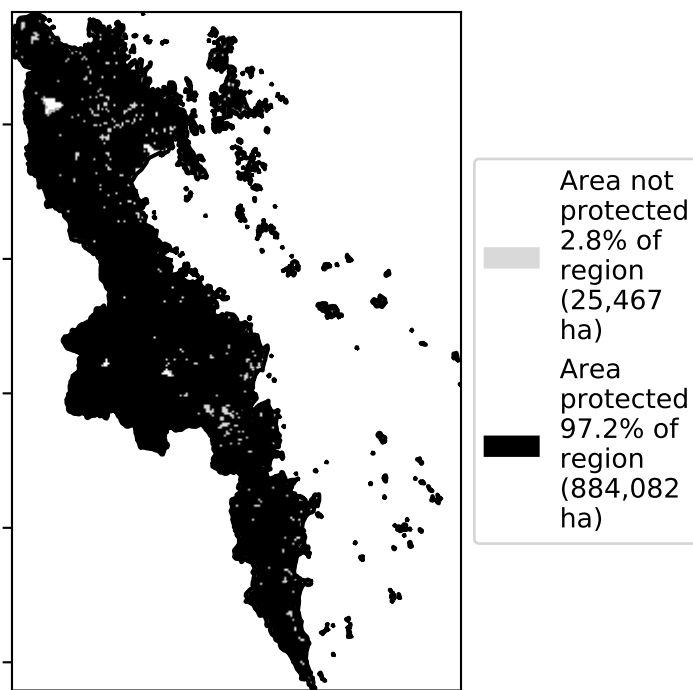 Area not
protected
2.8% of
region
(25,467
ha)
Area
protected
97.2% of
region
(884,082
ha)